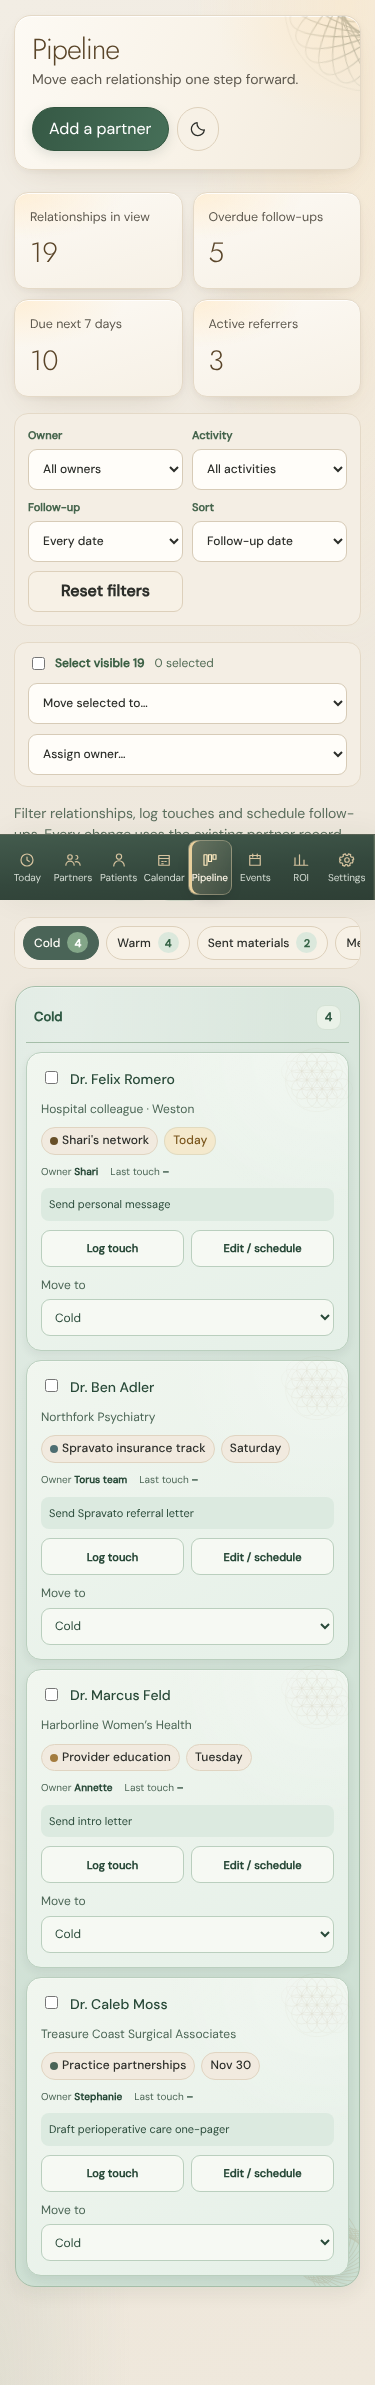 Pipeline
Move each relationship one step forward.
Add a partner
Relationships in view
19
Overdue follow-ups
5
Due next 7 days
10
Active referrers
3
Owner
Activity
All owners
All activities
Follow-up
Sort
Every date
Follow-up date
Reset filters
Select visible 19 0 selected
Move selected to...
Assign owner...
Filter relationships, log touches and schedule follow-
ups. Every change uses the existing partner record.
Today Partners Patients Calendar Pipeline Events ROI Settings
Cold 4 Warm 4 Sent materials 2 Me
Cold 4
Dr. Felix Romero
Hospital colleague · Weston
Shari's network Today
Owner Shari Last touch –
Send personal message
Log touch Edit / schedule
Move to
Cold
Dr. Ben Adler
Northfork Psychiatry
Spravato insurance track Saturday
Owner Torus team Last touch –
Send Spravato referral letter
Log touch Edit / schedule
Move to
Cold
Dr. Marcus Feld
Harborline Women's Health
Provider education Tuesday
Owner Annette Last touch –
Send intro letter
Log touch Edit / schedule
Move to
Cold
Dr. Caleb Moss
Treasure Coast Surgical Associates
Practice partnerships Nov 30
Owner Stephanie Last touch –
Draft perioperative care one-pager
Log touch Edit / schedule
Move to
Cold